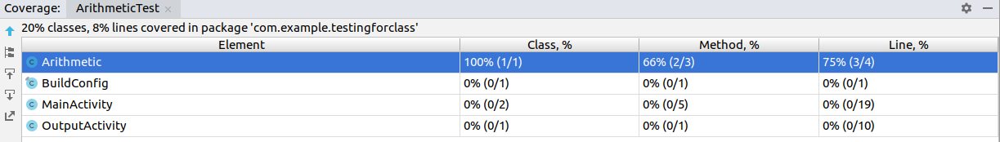 Coverage: ArithmeticTest ×
20% classes, 8% lines covered in package 'com.example.testingforclass'
Element Class, % Method, % Line, %
C Arithmetic 100% (1/1) 66% (2/3) 75% (3/4)
C BuildConfig 0% (0/1) 0% (0/1) 0% (0/1)
C MainActivity 0% (0/2) 0% (0/5) 0% (0/19)
C OutputActivity 0% (0/1) 0% (0/1) 0% (0/10)